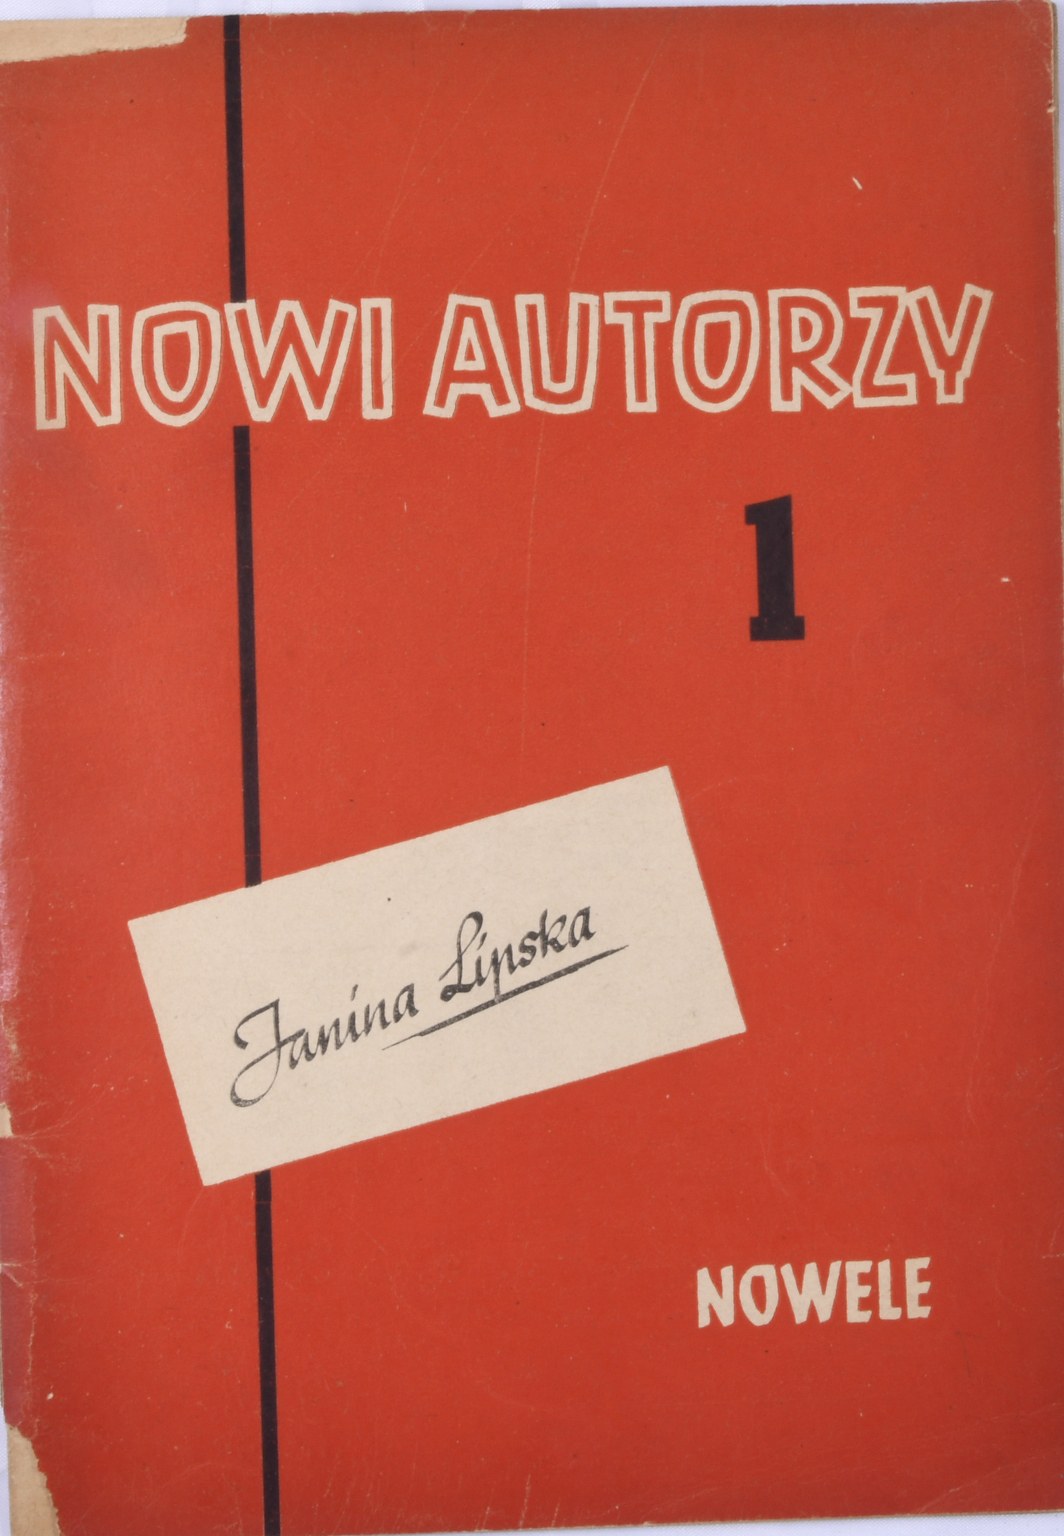 NOWI AUTORZY
1
Janina Lipska
NOWELE